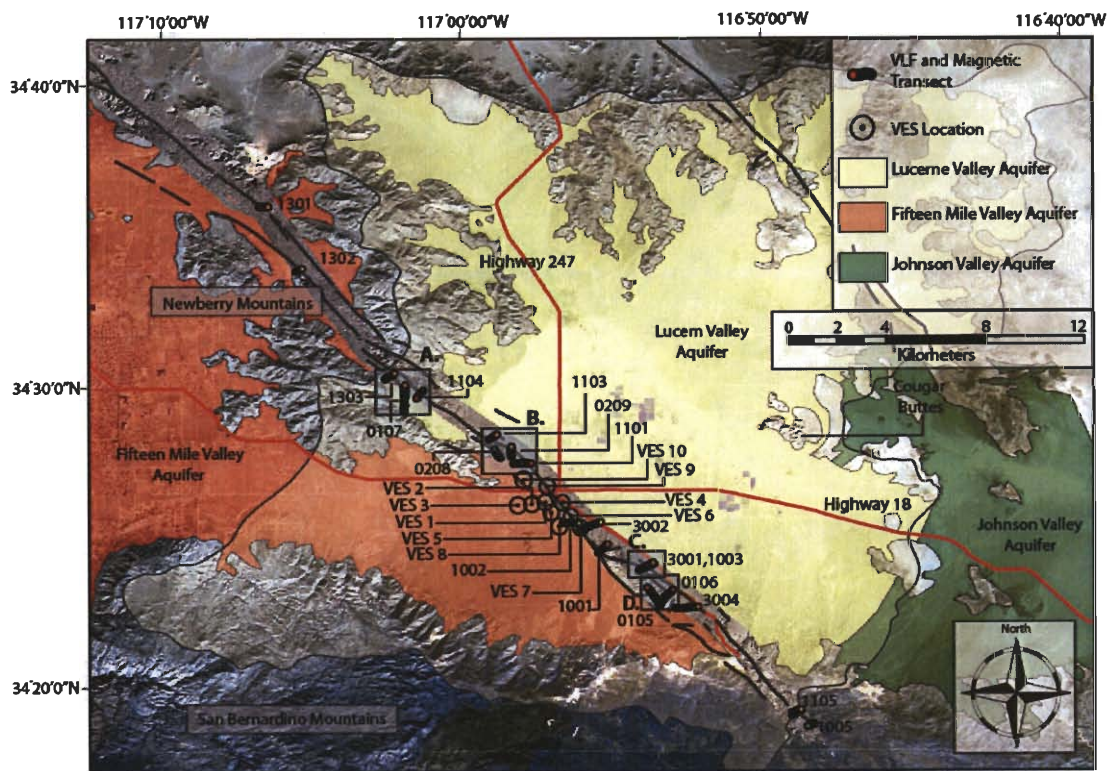 117°10'00"W 117°00'00"W 116°50'00"W 116°40'00"W
34°40'0"N
34°30'0"N
34°20'0"N
VLF and Magnetic
Transect
VES Location
Lucerne Valley Aquifer
Fifteen Mile Valley Aquifer
Johnson Valley Aquifer
0 2 4 8 12
Kilometers
1301
1302
Highway 247
Newberry Mountains
Lucern Valley
Aquifer
A.
1104
1303
0107
Cougar
Buttes
1103
0209
1101
B.
VES 10
VES 9
Fifteen Mile Valley
Aquifer
0208
VES 2
VES 3
VES 1
VES 5
VES 8
1002
VES 7
1001
VES 4
VES 6
3002
Highway 18
Johnson Valley
Aquifer
C.
3001,1003
0106
D.
3004
0105
San Bernardino Mountains
1105
1005
North